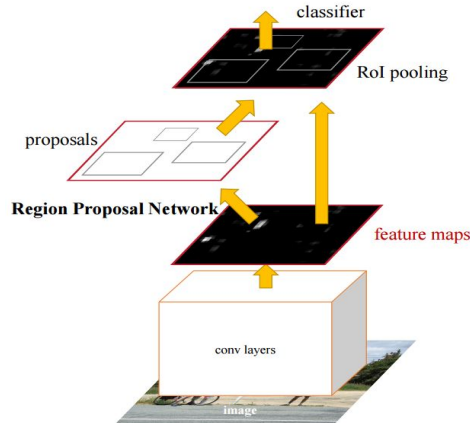 classifier
RoI pooling
proposals
Region Proposal Network
feature maps
conv layers
image